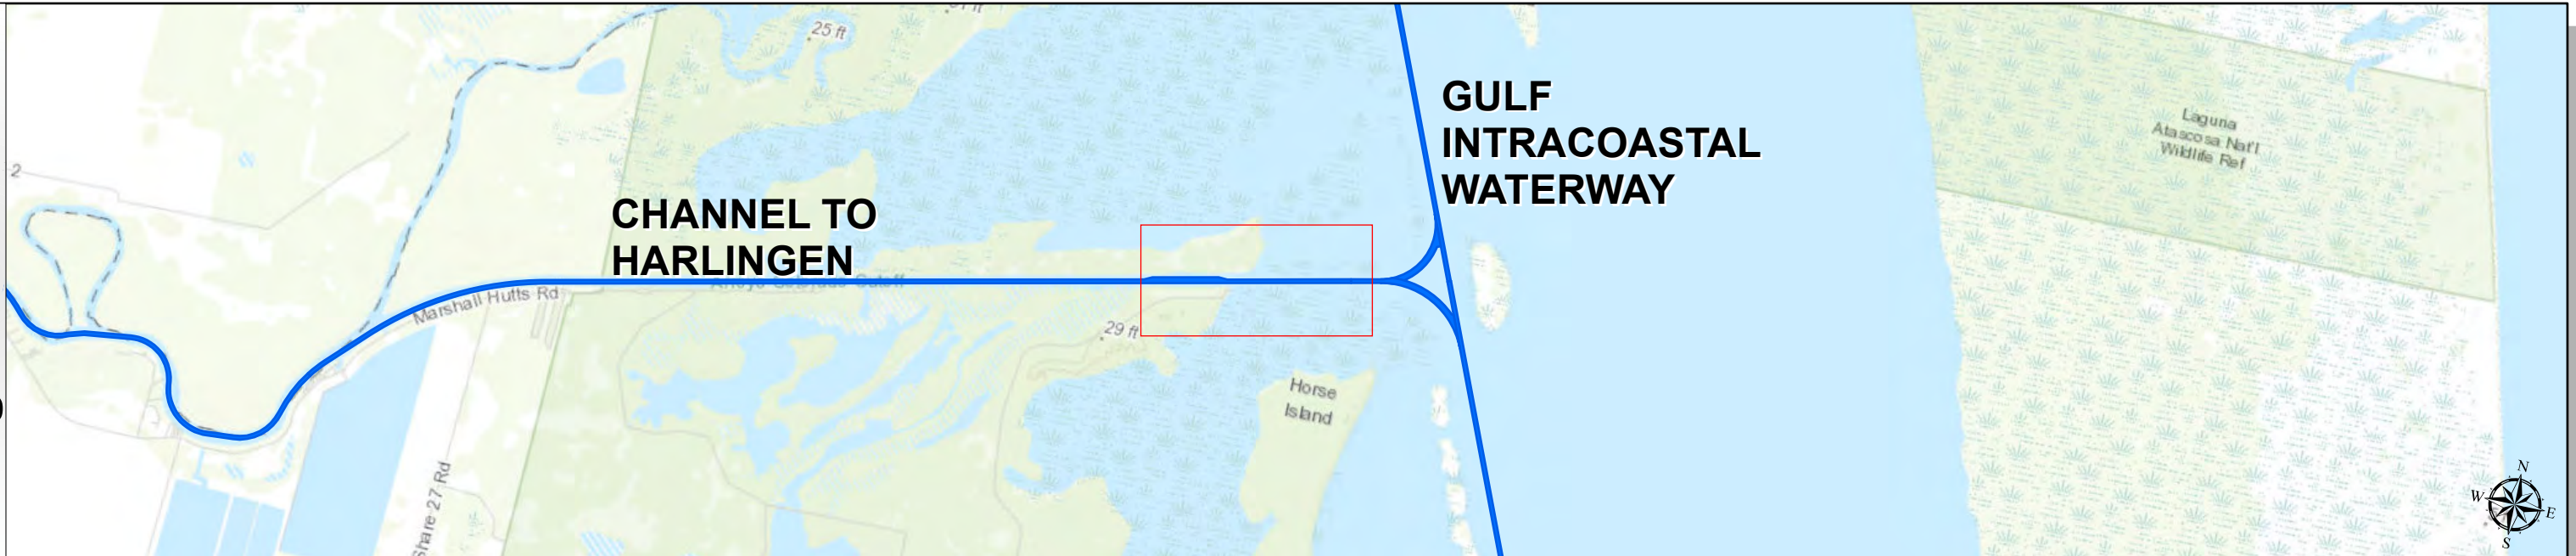 25 ft
GULF
INTRACOASTAL
WATERWAY
Laguna
Atascosa Nat'l
Wildlife Ref
2
CHANNEL TO
HARLINGEN
Marshall Hutts Rd
29 ft
Horse
Island
Share 27 Rd
N
W
E
S